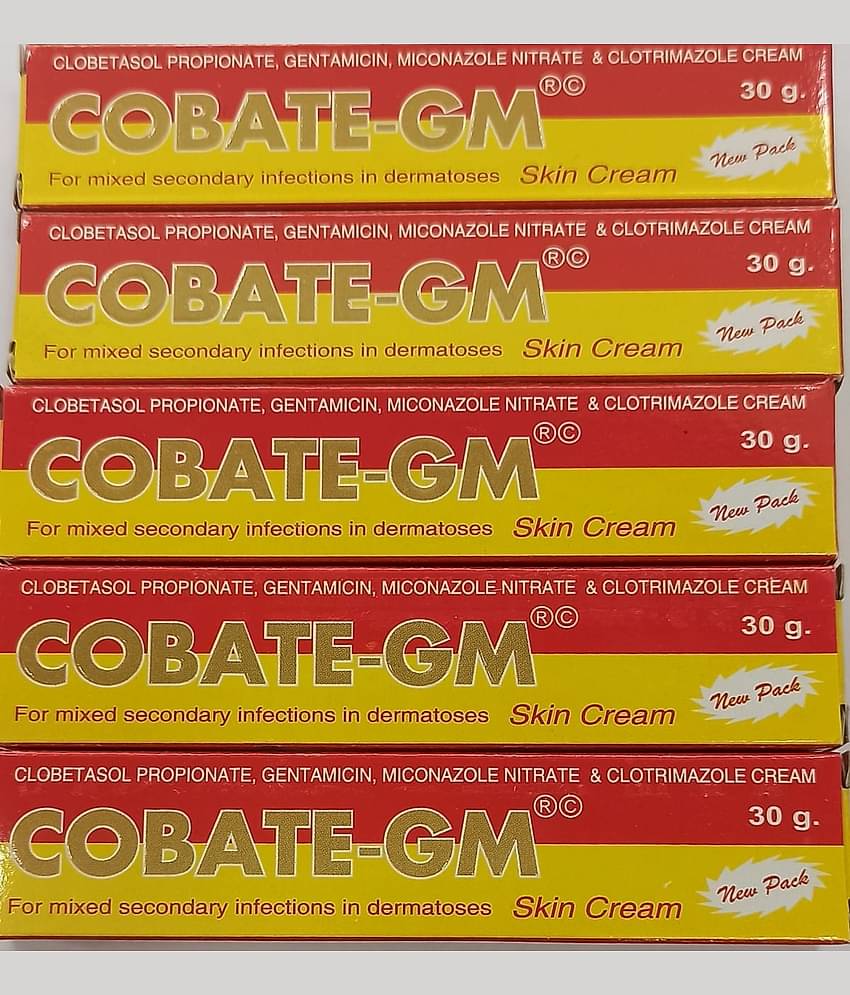 CLOBETASOL PROPIONATE, GENTAMICIN, MICONAZOLE NITRATE & CLOTRIMAZOLE CREAM
COBATE-GM®©
30 g.
New Pack
For mixed secondary infections in dermatoses Skin Cream
CLOBETASOL PROPIONATE, GENTAMICIN, MICONAZOLE NITRATE & CLOTRIMAZOLE CREAM
COBATE-GM®©
30 g.
New Pack
For mixed secondary infections in dermatoses Skin Cream
CLOBETASOL PROPIONATE, GENTAMICIN, MICONAZOLE NITRATE & CLOTRIMAZOLE CREAM
COBATE-GM®©
30 g.
New Pack
For mixed secondary infections in dermatoses Skin Cream
CLOBETASOL PROPIONATE, GENTAMICIN, MICONAZOLE NITRATE & CLOTRIMAZOLE CREAM
COBATE-GM®©
30 g.
New Pack
For mixed secondary infections in dermatoses Skin Cream
CLOBETASOL PROPIONATE, GENTAMICIN, MICONAZOLE NITRATE & CLOTRIMAZOLE CREAM
COBATE-GM®©
30 g.
New Pack
For mixed secondary infections in dermatoses Skin Cream